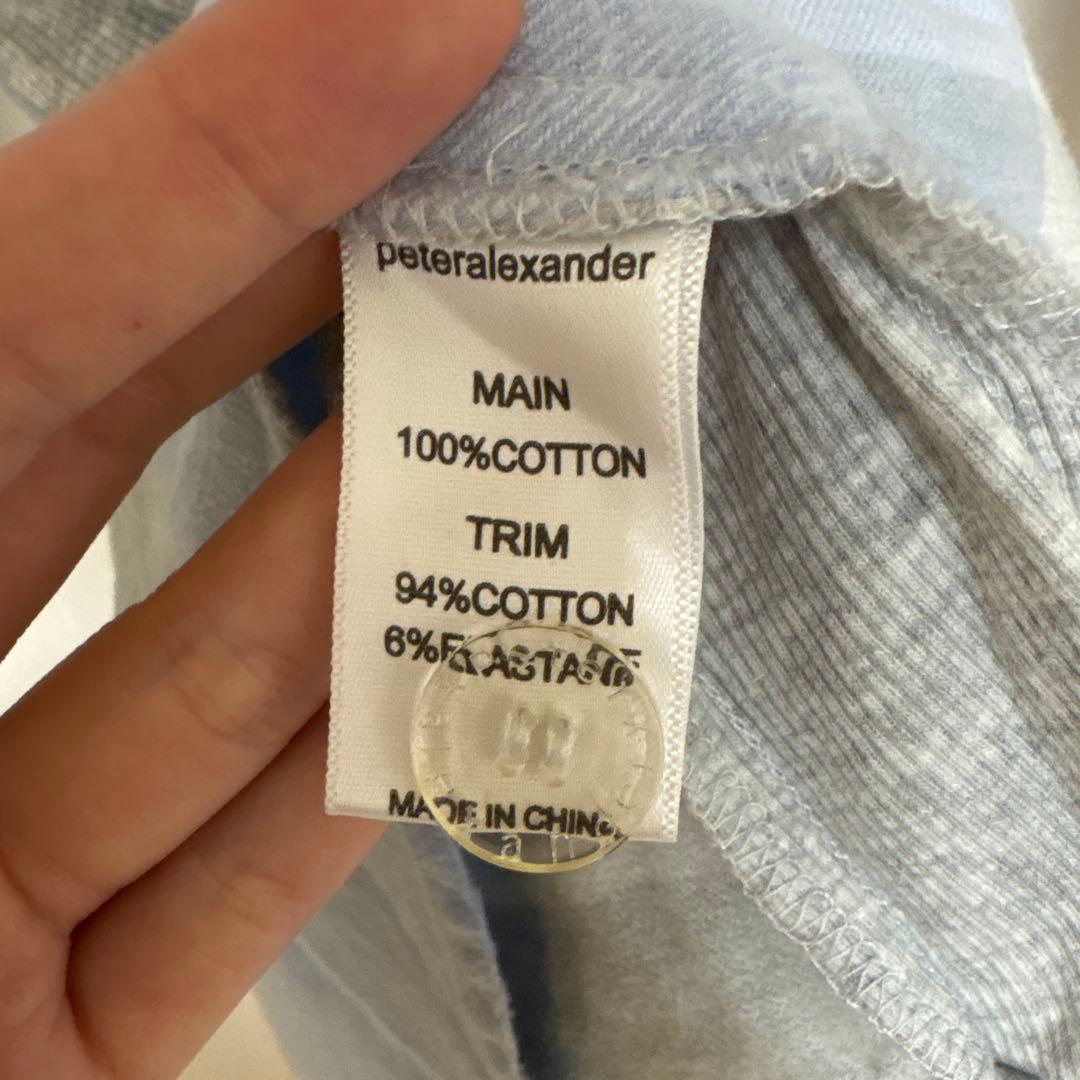 peteralexander
MAIN
100%COTTON
TRIM
94%COTTON
6%ELASTANE
MADE IN CHINA